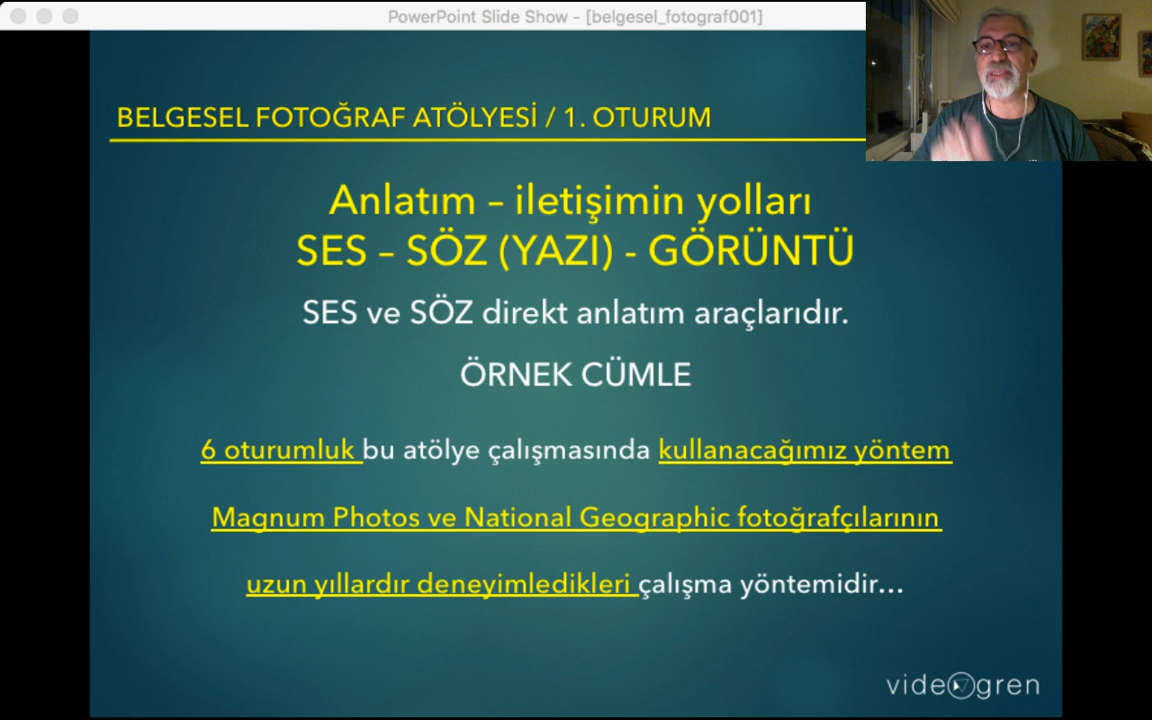 PowerPoint Slide Show - [belgesel_fotograf001]
BELGESEL FOTOĞRAF ATÖLYESİ / 1. OTURUM
Anlatım – iletişimin yolları
SES – SÖZ (YAZI) - GÖRÜNTÜ
SES ve SÖZ direkt anlatım araçlarıdır.
ÖRNEK CÜMLE
6 oturumluk bu atölye çalışmasında kullanacağımız yöntem
Magnum Photos ve National Geographic fotoğrafçılarının
uzun yıllardır deneyimledikleri çalışma yöntemidir...
videogren